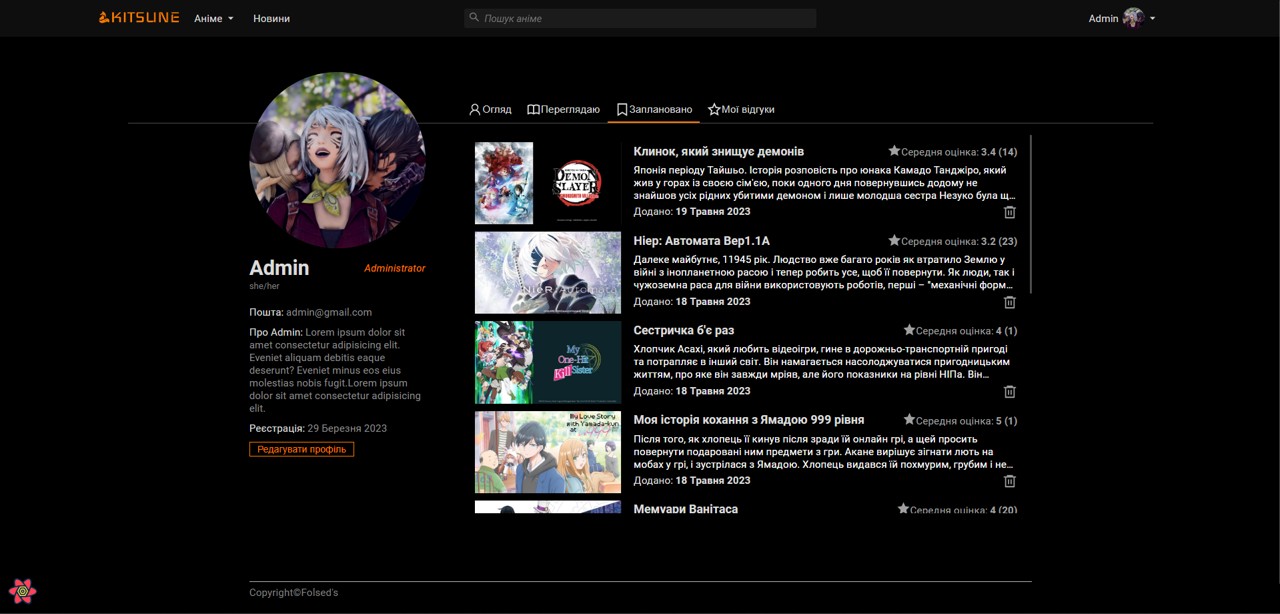 KITSUNE
Аніме
Новини
Пошук аніме
Admin
Огляд
Переглядаю
Заплановано
Мої відгуки
Admin
Administrator
she/her
Пошта: admin@gmail.com
Про Admin: Lorem ipsum dolor sit
amet consectetur adipisicing elit.
Eveniet aliquam debitis eaque
deserunt? Eveniet minus eos eius
molestias nobis fugit.Lorem ipsum
dolor sit amet consectetur adipisicing
elit.
Реєстрація: 29 Березня 2023
Редагувати профіль
DEMON
SLAYER
Клинок, який знищує демонів
Середня оцінка: 3.4 (14)
Японія періоду Тайшьо. Історія розповість про юнака Камадо Танджіро, який
жив у горах із своєю сім'єю, поки одного дня повернувшись додому не
знайшов усіх рідних убитими демоном і лише молодша сестра Незуко була щ...
Додано: 19 Травня 2023
NieR:Automata
Ніер: Автомата Вер1.1А
Середня оцінка: 3.2 (23)
Далеке майбутнє, 11945 рік. Людство вже багато років як втратило Землю у
війні з інопланетною расою і тепер робить усе, щоб її повернути. Як люди, так і
чужоземна раса для війни використовують роботів, перші – "механічні форм...
Додано: 18 Травня 2023
My
One-Hit
Kill Sister
Сестричка б'є раз
Середня оцінка: 4 (1)
Хлопчик Асахі, який любить відеоігри, гине в дорожньо-транспортній пригоді
та потрапляє в інший світ. Він намагається насолоджуватися пригодницьким
життям, про яке він завжди мріяв, але його показники на рівні НІПа. Він...
Додано: 18 Травня 2023
My Love Story
with Yamada-kun
at
Моя історія кохання з Ямадою 999 рівня
Середня оцінка: 5 (1)
Після того, як хлопець її кинув після зради їй онлайн грі, а щей просить
повернути подаровані ним предмети з гри. Акане вирішує зігнати лють на
мобах у грі, і зустрілася з Ямадою. Хлопець видався їй похмурим, грубим і не...
Додано: 18 Травня 2023
Мемуари Ванітаса
Середня оцінка: 4 (20)
Copyright©Folsed's